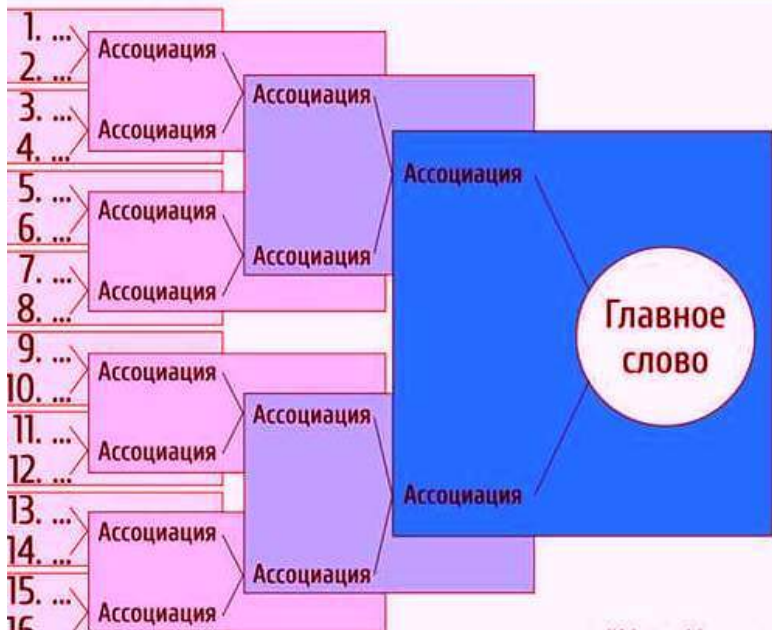 1. ...
2. ...
3. ...
4. ...
5. ...
6. ...
7. ...
8. ...
9. ...
10. ...
11. ...
12. ...
13. ...
14. ...
15. ...
16. ...
Ассоциация
Ассоциация
Ассоциация
Ассоциация
Ассоциация
Ассоциация
Ассоциация
Ассоциация
Ассоциация
Ассоциация
Ассоциация
Ассоциация
Ассоциация
Ассоциация
Главное
слово